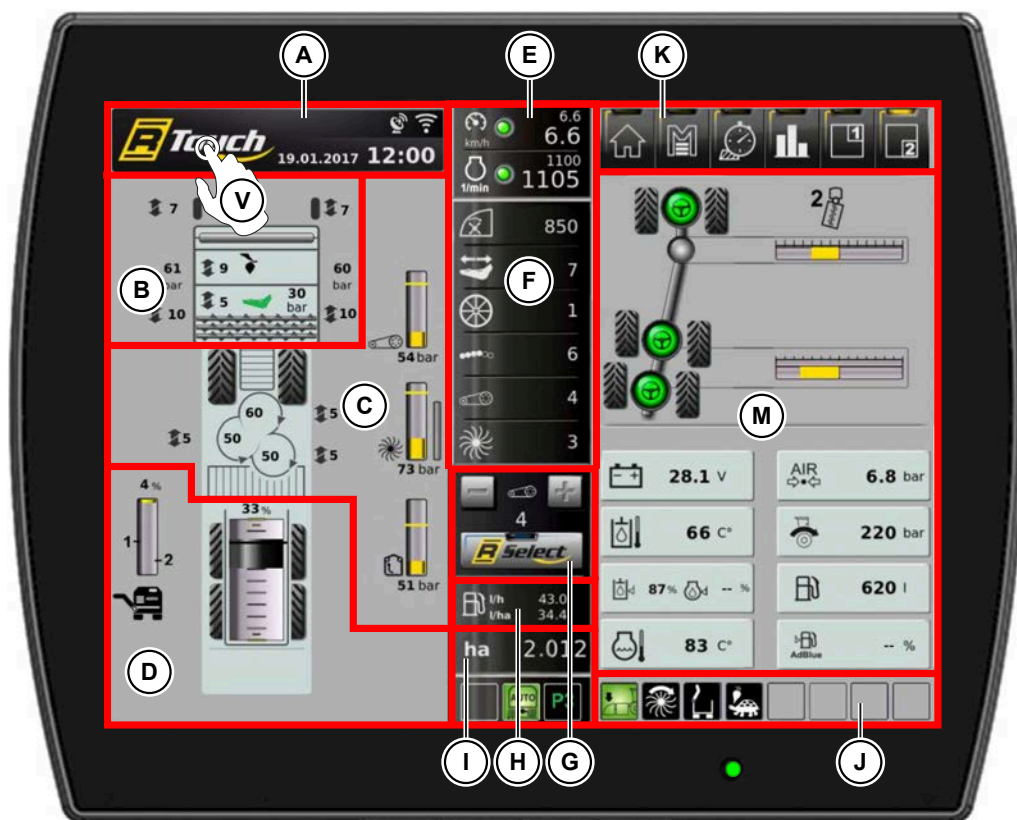 A
E
K
R Touch
19.01.2017 12:00
V
km/h
6.6
6.6
1/min
1100
1105
1
2
7
7
B
61
bar
9
60
bar
5
30
bar
10
10
54 bar
C
60
50
50
5
5
5
73 bar
F
850
7
1
6
4
3
2
M
4 %
1
2
33 %
51 bar
D
4
R Select
l/h 43.0
l/ha 34.4
ha 2.012
AUTO
28.1 V
AIR
6.8 bar
66 C°
220 bar
87 % -- %
620 l
83 C°
AdBlue
-- %
I
H
G
J